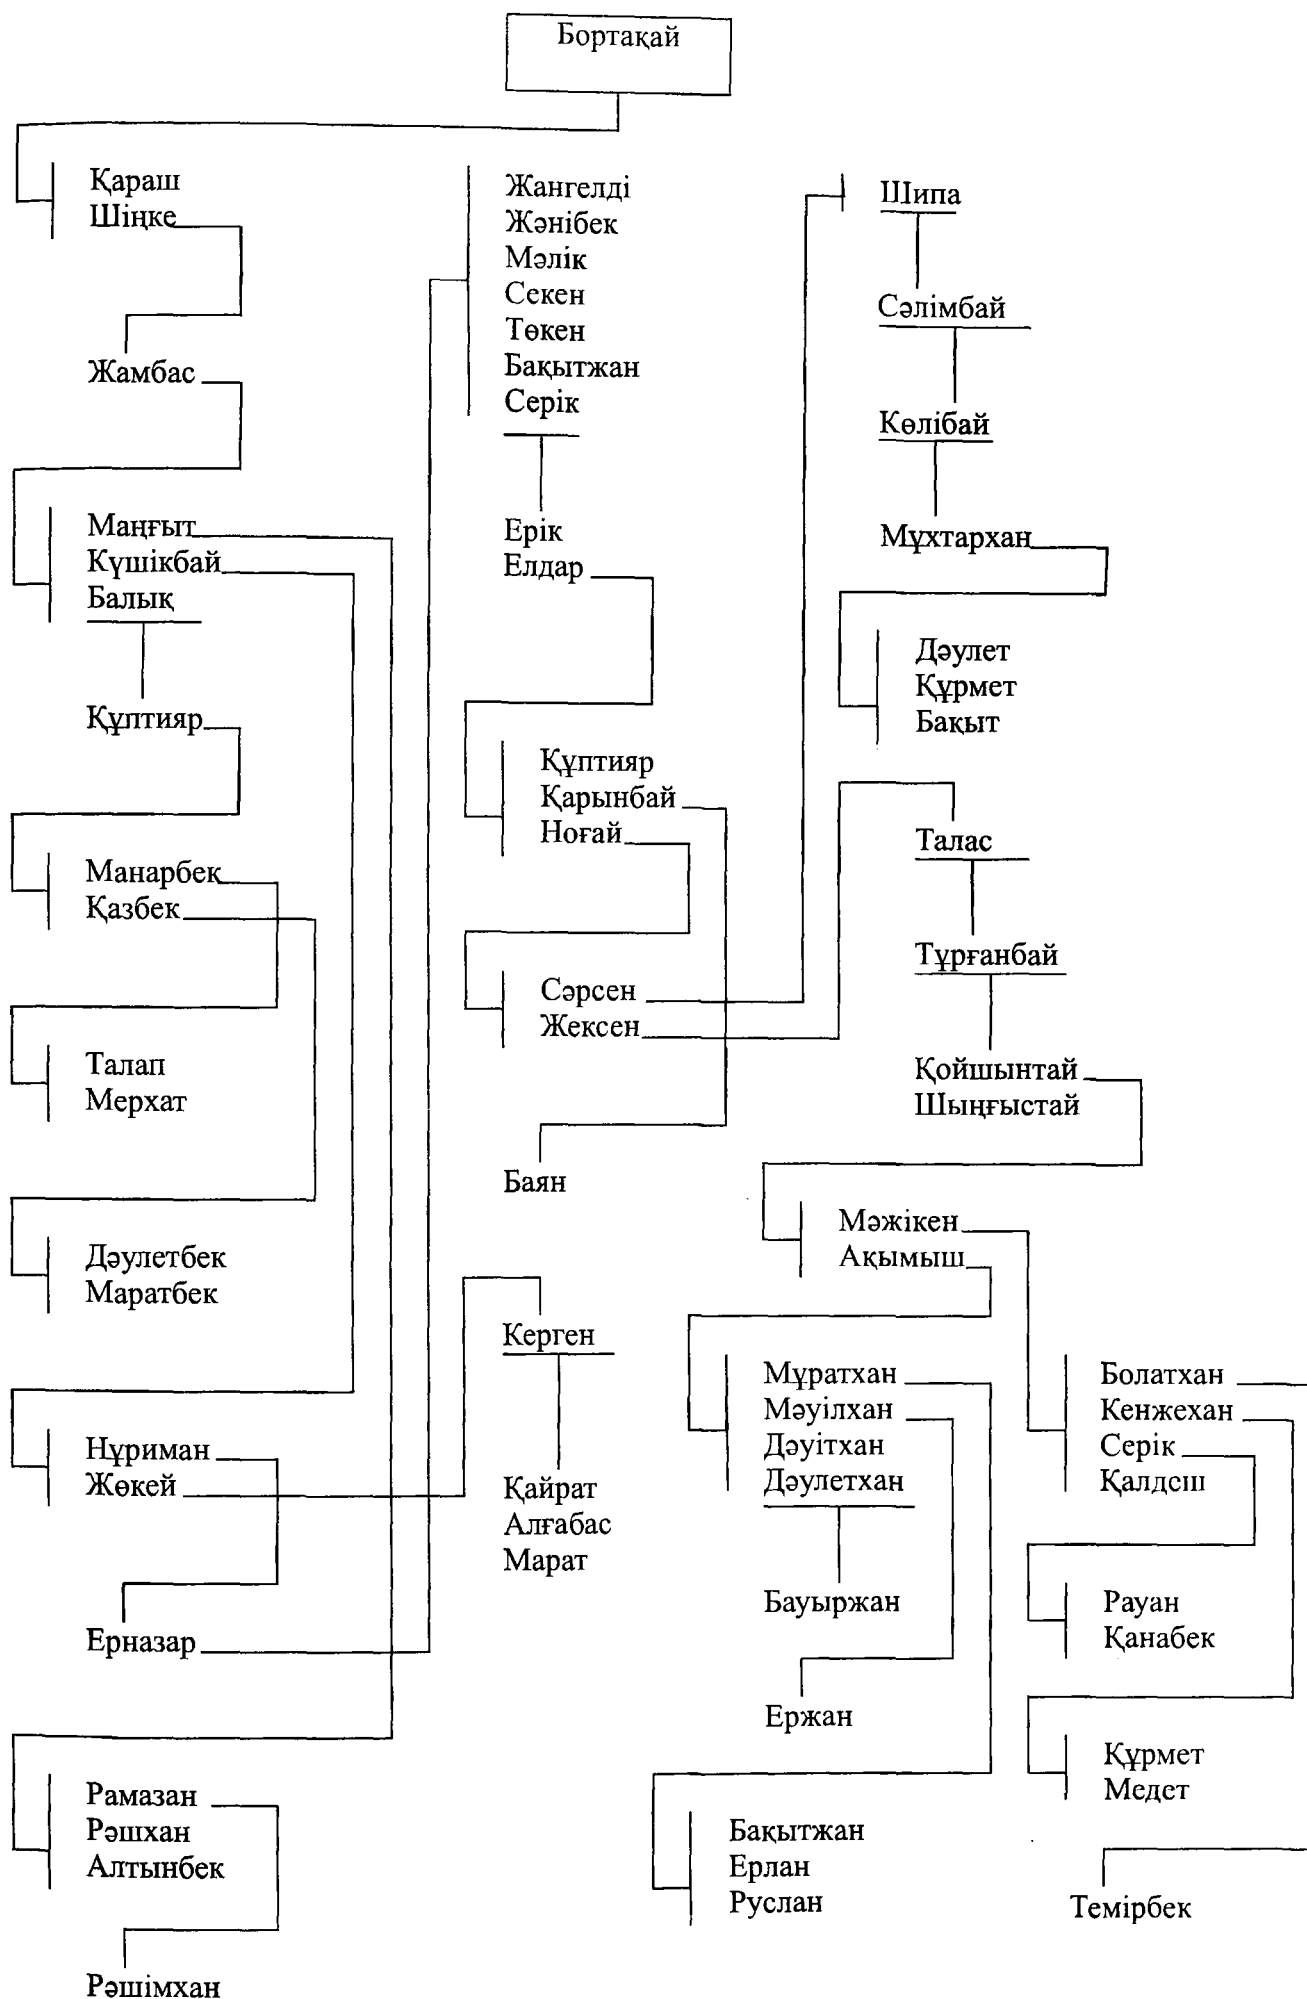 Бортақай
Қараш
Шіңке
Жамбас
Маңғыт
Күшікбай
Балық
Құптияр
Манарбек
Қазбек
Талап
Мерхат
Дәулетбек
Маратбек
Нұриман
Жөкей
Ерназар
Рамазан
Рәшхан
Алтынбек
Рәшімхан
Жангелді
Жәнібек
Мәлік
Секен
Төкен
Бақытжан
Серік
Ерік
Елдар
Құптияр
Қарынбай
Ноғай
Сәрсен
Жексен
Баян
Керген
Қайрат
Алғабас
Марат
Шипа
Сәлімбай
Көлібай
Мұхтархан
Дәулет
Құрмет
Бақыт
Талас
Тұрғанбай
Қойшынтай
Шыңғыстай
Мәжікен
Ақымыш
Мұратхан
Мәуілхан
Дәуітхан
Дәулетхан
Бауыржан
Ержан
Бақытжан
Ерлан
Руслан
Болатхан
Кенжехан
Серік
Рауан
Қанабек
Құрмет
Медет
Темірбек